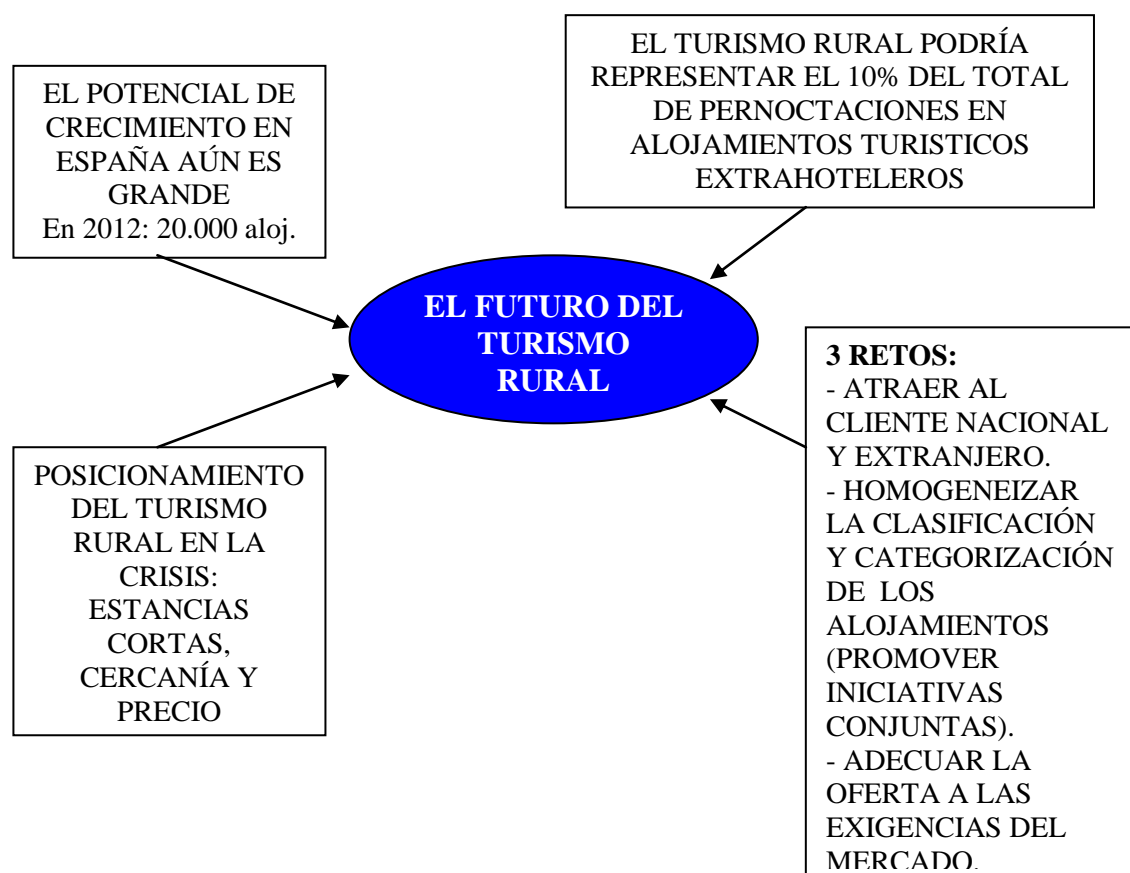 EL POTENCIAL DE
CRECIMIENTO EN
ESPAÑA AÚN ES
GRANDE
En 2012: 20.000 aloj.
EL TURISMO RURAL PODRÍA
REPRESENTAR EL 10% DEL TOTAL
DE PERNOCTACIONES EN
ALOJAMIENTOS TURISTICOS
EXTRAHOTELEROS
EL FUTURO DEL
TURISMO
RURAL
POSICIONAMIENTO
DEL TURISMO
RURAL EN LA
CRISIS:
ESTANCIAS
CORTAS,
CERCANÍA Y
PRECIO
3 RETOS:
- ATRAER AL
CLIENTE NACIONAL
Y EXTRANJERO.
- HOMOGENEIZAR
LA CLASIFICACIÓN
Y CATEGORIZACIÓN
DE LOS
ALOJAMIENTOS
(PROMOVER
INICIATIVAS
CONJUNTAS).
- ADECUAR LA
OFERTA A LAS
EXIGENCIAS DEL
MERCADO.